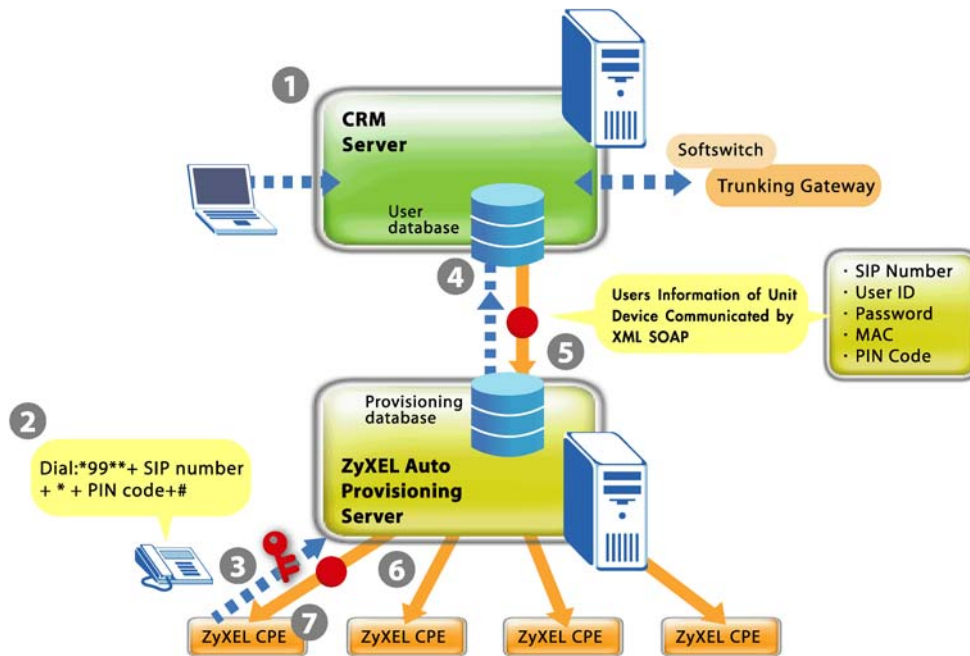 1
CRM
Server
Softswitch
Trunking Gateway
User
database
4
Users Information of Unit
Device Communicated by
XML SOAP
· SIP Number
· User ID
· Password
· MAC
· PIN Code
5
Provisioning
database
2
Dial:*99**+ SIP number
+ * + PIN code+#
ZyXEL Auto
Provisioning
Server
3
6
7
ZyXEL CPE
ZyXEL CPE
ZyXEL CPE
ZyXEL CPE